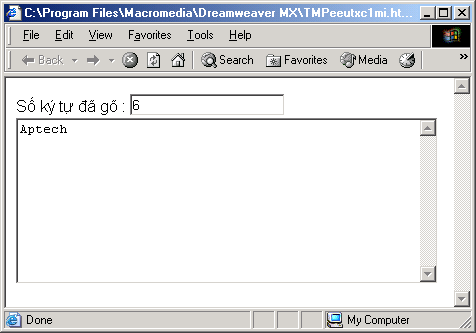 C:\Program Files\Macromedia\Dreamweaver MX\TMPeeutxc1mi.ht...
File Edit View Favorites Tools Help
Back Search Favorites Media »
Số ký tự đã gõ : 6
Aptech
Done My Computer